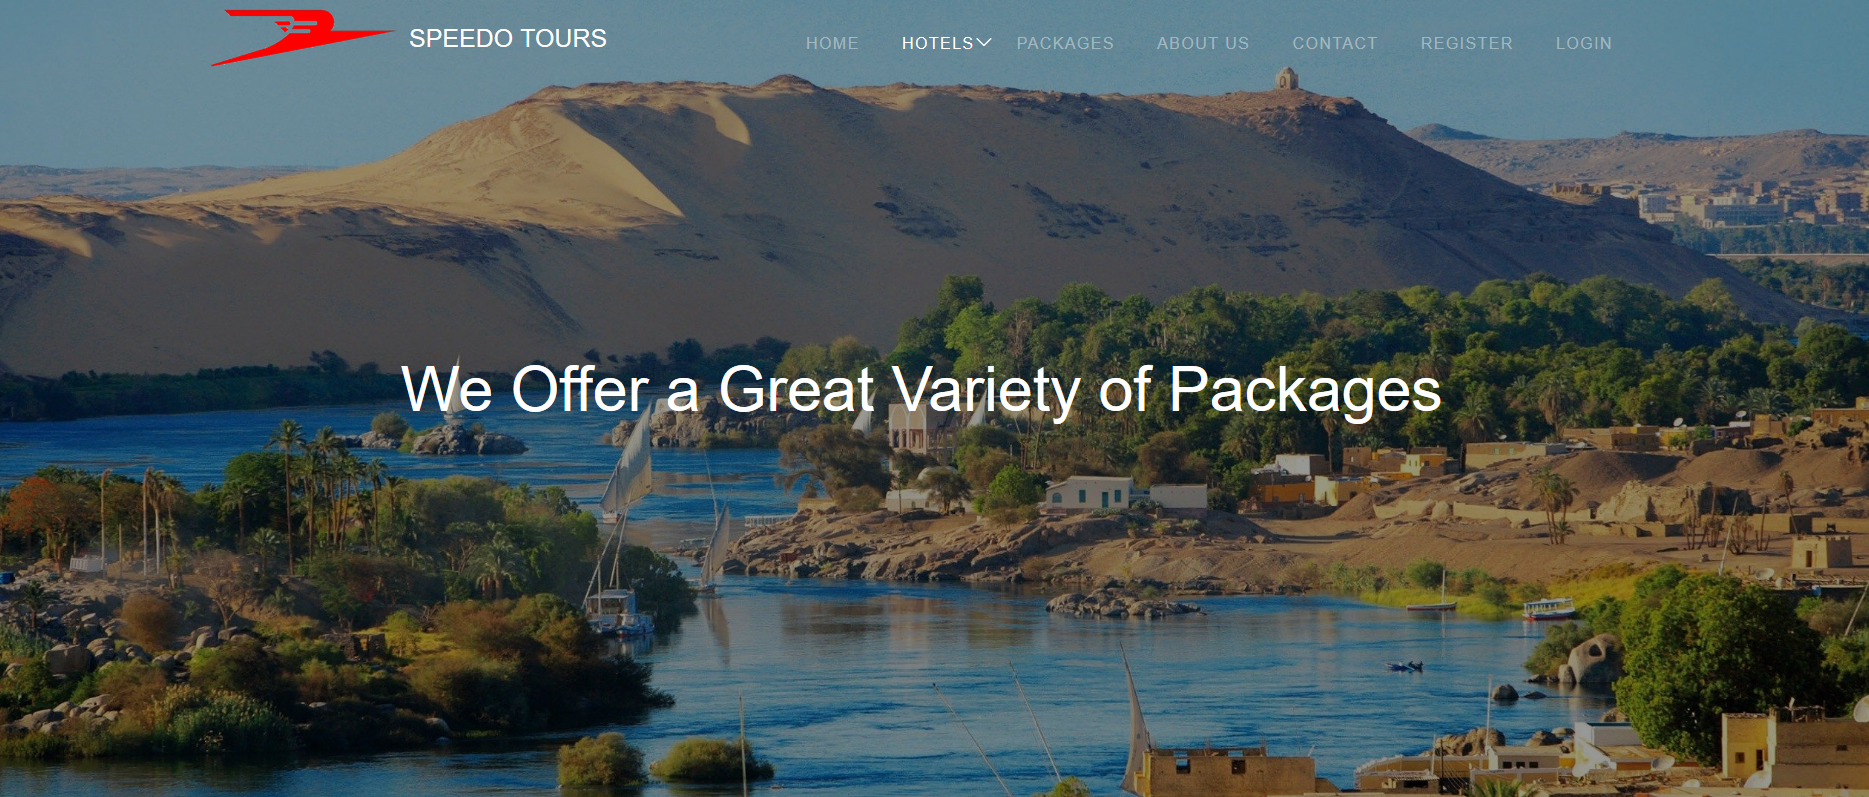 SPEEDO TOURS
HOME HOTELS PACKAGES ABOUT US CONTACT REGISTER LOGIN
We Offer a Great Variety of Packages